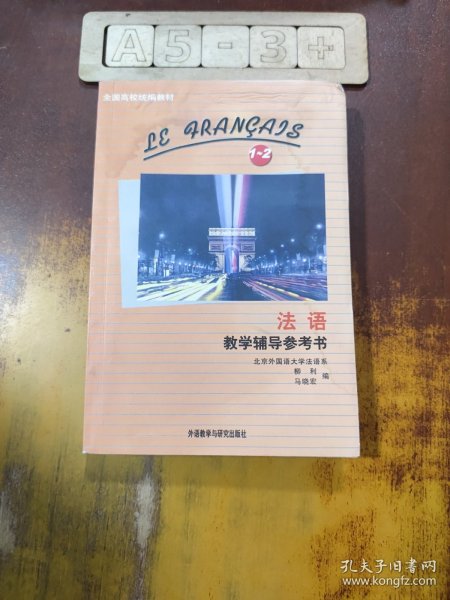 A5-3+
全国高校统编教材
LE FRANÇAIS
1~2
法语
教学辅导参考书
北京外国语大学法语系
柳利
马晓宏
编
外语教学与研究出版社
孔夫子旧书网
www.kongfz.com